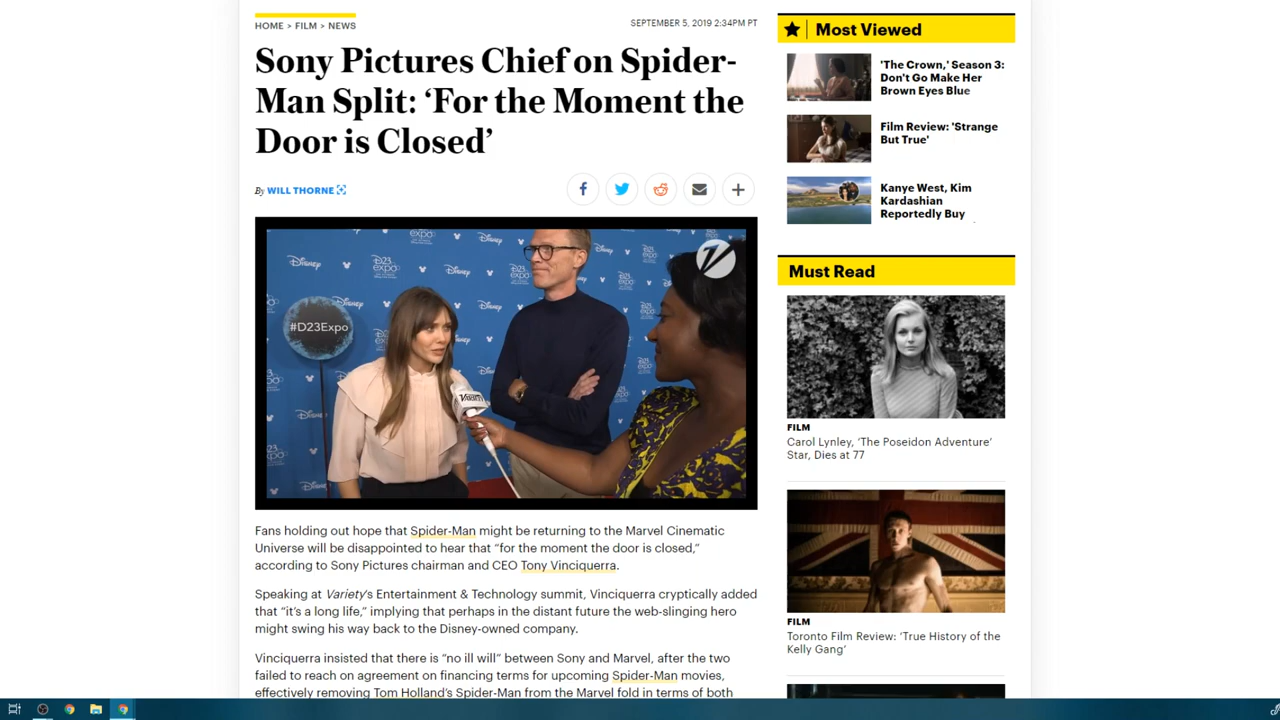 HOME > FILM > NEWS
SEPTEMBER 5, 2019 2:34PM PT
Sony Pictures Chief on Spider-
Man Split: ‘For the Moment the
Door is Closed’
By WILL THORNE
#D23Expo
Disney
D23
EXPO
VARIETY
Fans holding out hope that Spider-Man might be returning to the Marvel Cinematic
Universe will be disappointed to hear that “for the moment the door is closed,”
according to Sony Pictures chairman and CEO Tony Vinciquerra.
Speaking at Variety’s Entertainment & Technology summit, Vinciquerra cryptically added
that “it’s a long life,” implying that perhaps in the distant future the web-slinging hero
might swing his way back to the Disney-owned company.
Vinciquerra insisted that there is “no ill will” between Sony and Marvel, after the two
failed to reach on agreement on financing terms for upcoming Spider-Man movies,
effectively removing Tom Holland’s Spider-Man from the Marvel fold in terms of both
Most Viewed
'The Crown,' Season 3:
Don't Go Make Her
Brown Eyes Blue
Film Review: 'Strange
But True'
Kanye West, Kim
Kardashian
Reportedly Buy
Must Read
FILM
Carol Lynley, ‘The Poseidon Adventure’
Star, Dies at 77
FILM
Toronto Film Review: ‘True History of the
Kelly Gang’